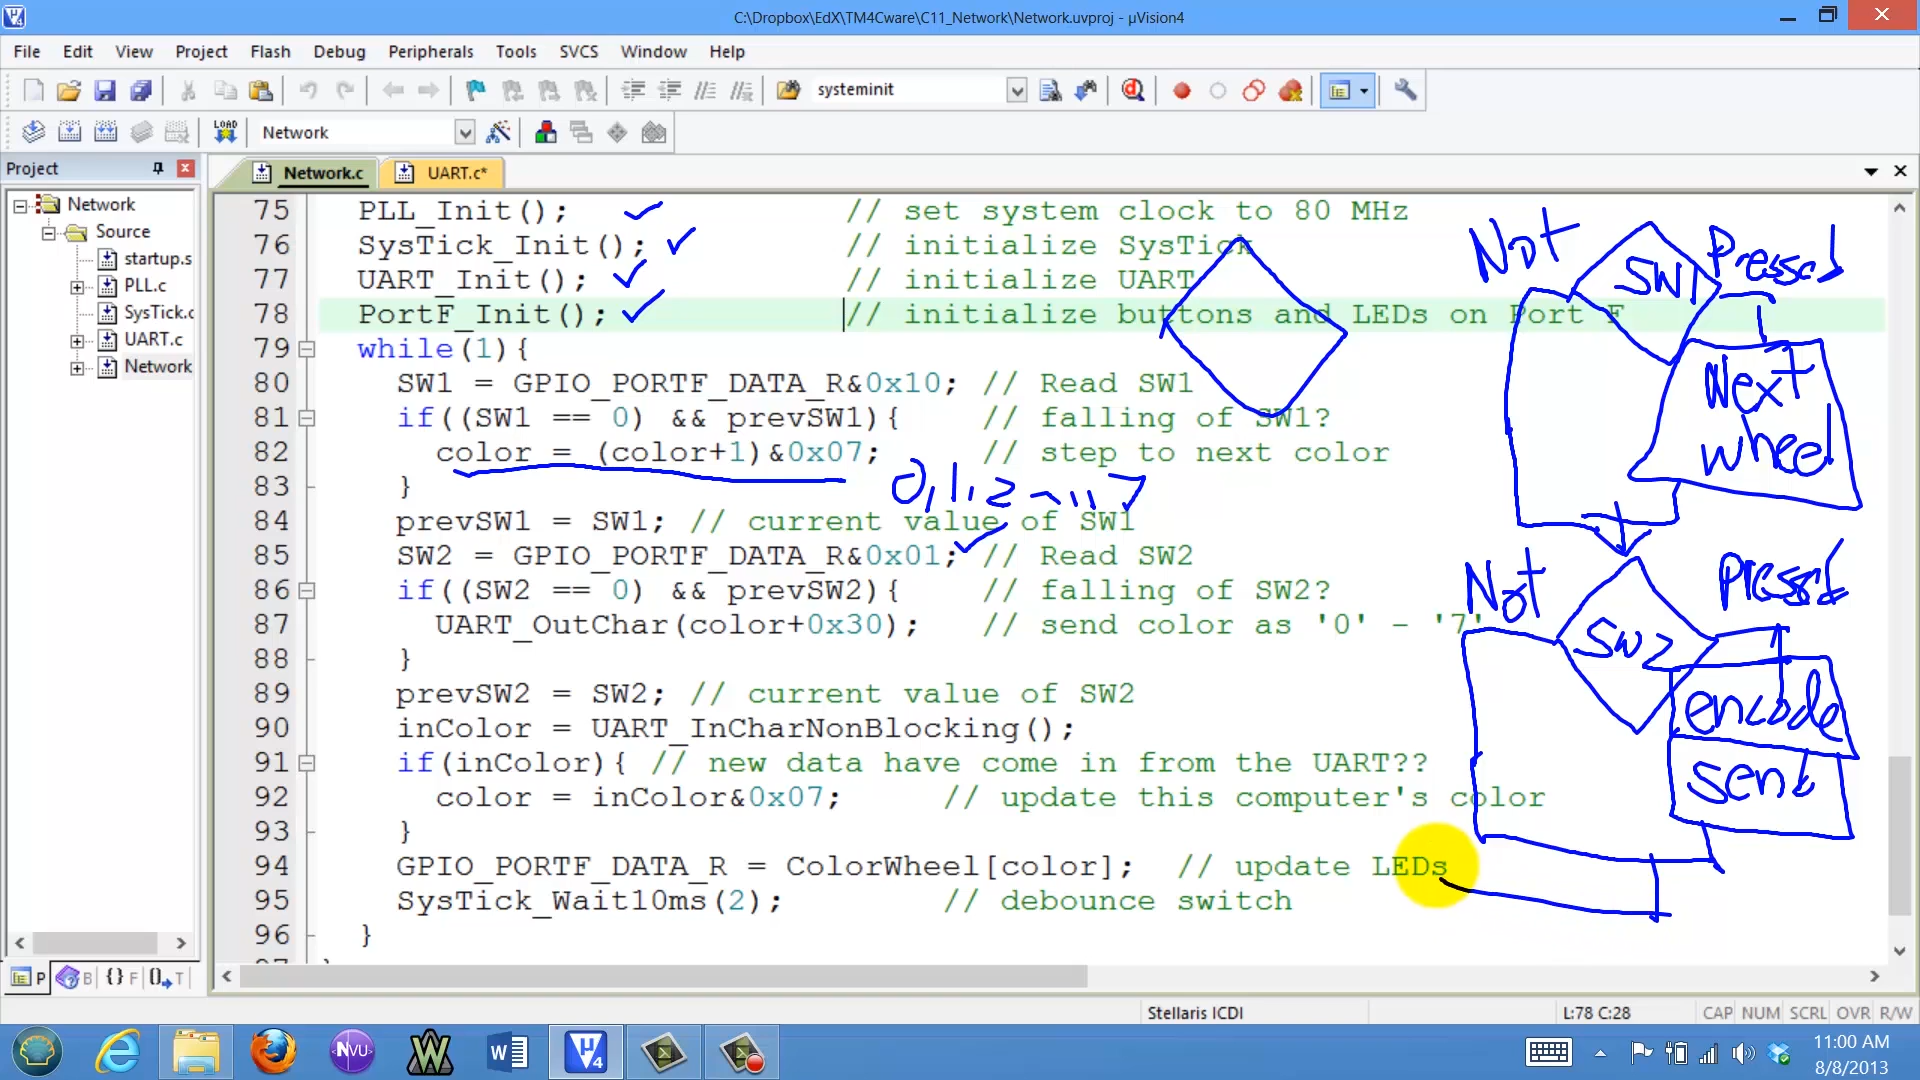 C:\Dropbox\EdX\TM4Cware\C11_Network\Network.uvproj - µVision4
File Edit View Project Flash Debug Peripherals Tools SVCS Window Help
systeminit
LOAD
Network
Project
Network.c
UART.c*
Network
Source
startup.s
PLL.c
SysTick.c
UART.c
Network
75 PLL_Init(); // set system clock to 80 MHz
76 SysTick_Init(); // initialize SysTick
77 UART_Init(); // initialize UART
78 PortF_Init(); // initialize buttons and LEDs on Port F
79 while(1){
80 SW1 = GPIO_PORTF_DATA_R&0x10; // Read SW1
81 if((SW1 == 0) && prevSW1){ // falling of SW1?
82 color = (color+1)&0x07; // step to next color
83 }
84 prevSW1 = SW1; // current value of SW1
85 SW2 = GPIO_PORTF_DATA_R&0x01; // Read SW2
86 if((SW2 == 0) && prevSW2){ // falling of SW2?
87 UART_OutChar(color+0x30); // send color as '0' - '7'
88 }
89 prevSW2 = SW2; // current value of SW2
90 inColor = UART_InCharNonBlocking();
91 if(inColor){ // new data have come in from the UART??
92 color = inColor&0x07; // update this computer's color
93 }
94 GPIO_PORTF_DATA_R = ColorWheel[color]; // update LEDs
95 SysTick_Wait10ms(2); // debounce switch
96 }
0,1,2 ~ 7
Not
SW1
Pressed
Next
wheel
Not
SW2
Pressed
encode
sent
P B {} F T
Stellaris ICDI
L:78 C:28
CAP NUM SCRL OVR R/W
NVU
W
µ4
11:00 AM
8/8/2013